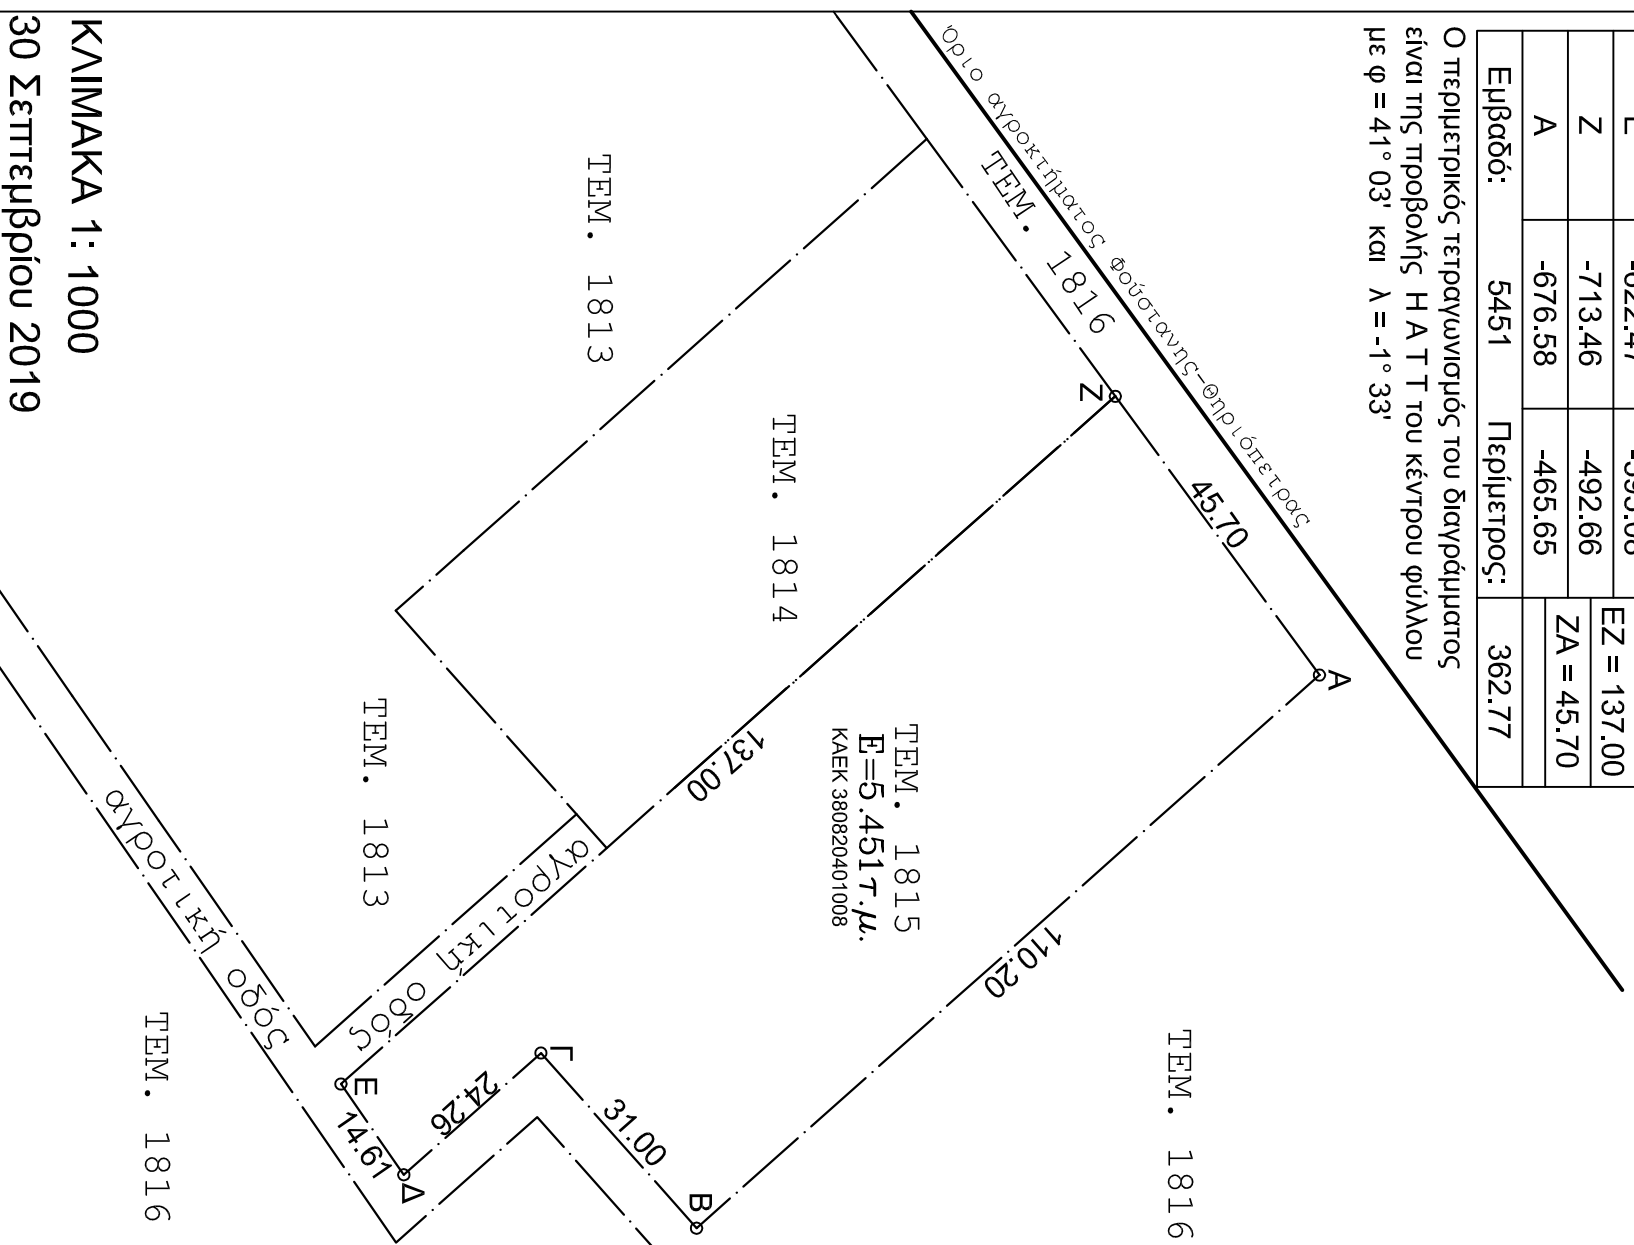 Ζ -713.46 -492.66 ΕΖ = 137.00
Α -676.58 -465.65 ΖΑ = 45.70
Εμβαδό: 5451 Περίμετρος: 362.77
Ο περιμετρικός τετραγωνισμός του διαγράμματος
είναι της προβολής Η Α Τ Τ του κέντρου φύλλου
με φ = 41° 03' και λ = -1° 33'
Όριο αγροκτήματος Φούστανης-Θηριόπετρας
ΤΕΜ. 1816
Ζ
45.70
Α
ΤΕΜ. 1813
ΤΕΜ. 1814
137.00
ΤΕΜ. 1815
Ε=5.451τ.μ.
ΚΑΕΚ 380820401008
110.20
ΤΕΜ. 1816
αγροτική οδός
Γ
31.00
Β
24.26
Ε
14.61
Δ
ΤΕΜ. 1813
αγροτική οδός
ΤΕΜ. 1816
ΚΛΙΜΑΚΑ 1: 1000
30 Σεπτεμβρίου 2019